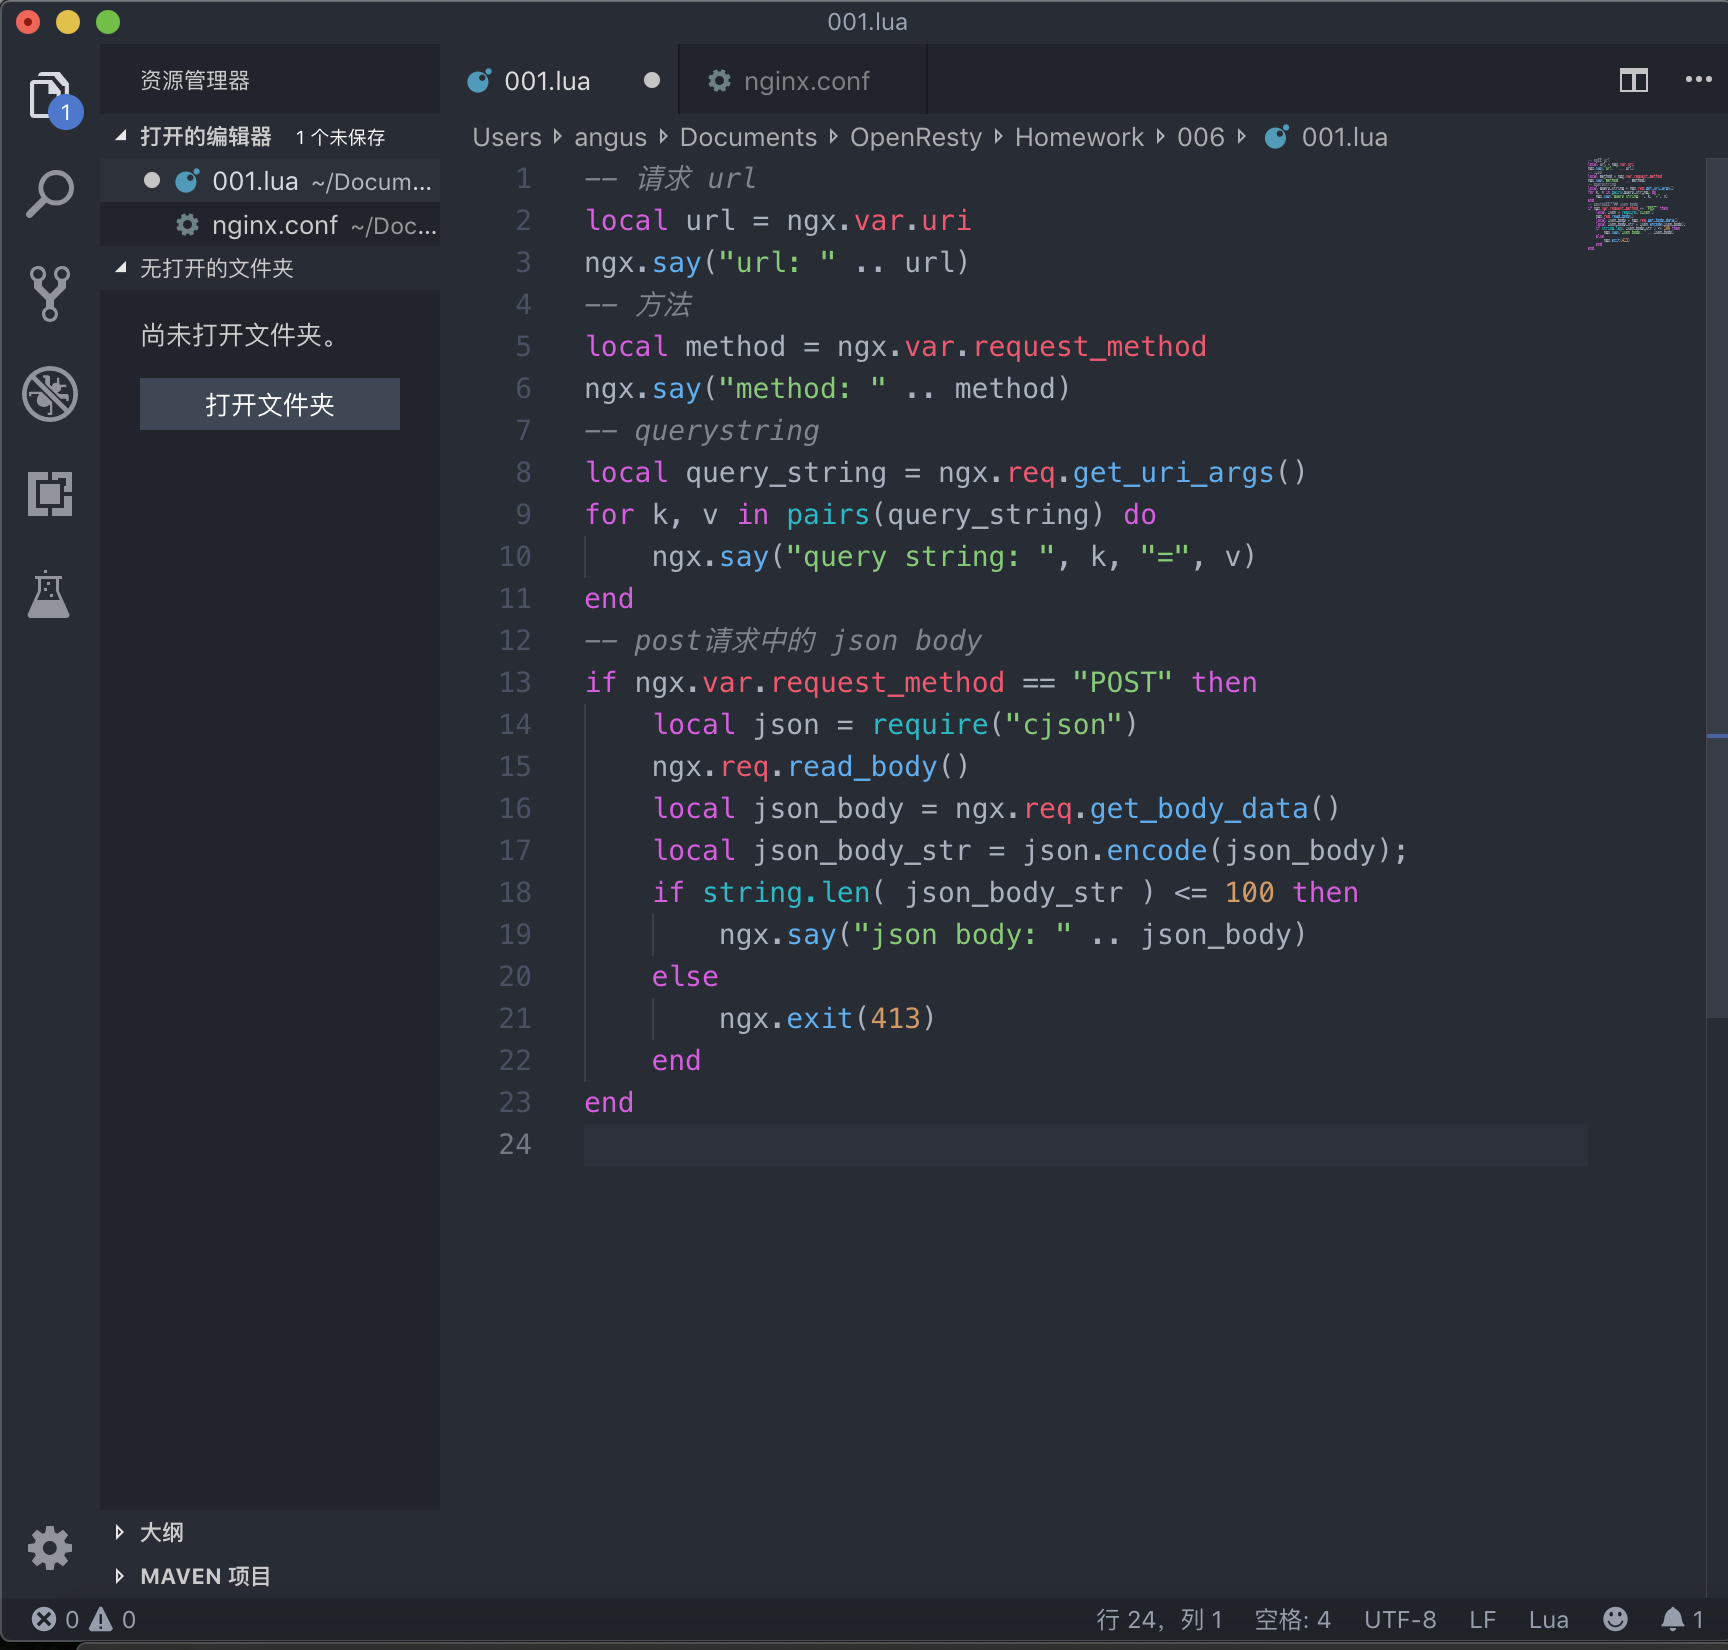 001.lua
1
资源管理器
打开的编辑器 1 个未保存
001.lua ~/Docum...
nginx.conf ~/Doc...
无打开的文件夹
尚未打开文件夹。
打开文件夹
大纲
MAVEN 项目
001.lua
nginx.conf
Users angus Documents OpenResty Homework 006 001.lua
1 -- 请求 url
2 local url = ngx.var.uri
3 ngx.say("url: " .. url)
4 -- 方法
5 local method = ngx.var.request_method
6 ngx.say("method: " .. method)
7 -- querystring
8 local query_string = ngx.req.get_uri_args()
9 for k, v in pairs(query_string) do
10     ngx.say("query string: ", k, "=", v)
11 end
12 -- post请求中的 json body
13 if ngx.var.request_method == "POST" then
14     local json = require("cjson")
15     ngx.req.read_body()
16     local json_body = ngx.req.get_body_data()
17     local json_body_str = json.encode(json_body);
18     if string.len( json_body_str ) <= 100 then
19         ngx.say("json body: " .. json_body)
20     else
21         ngx.exit(413)
22     end
23 end
24
0 0
行 24，列 1 空格: 4 UTF-8 LF Lua 1